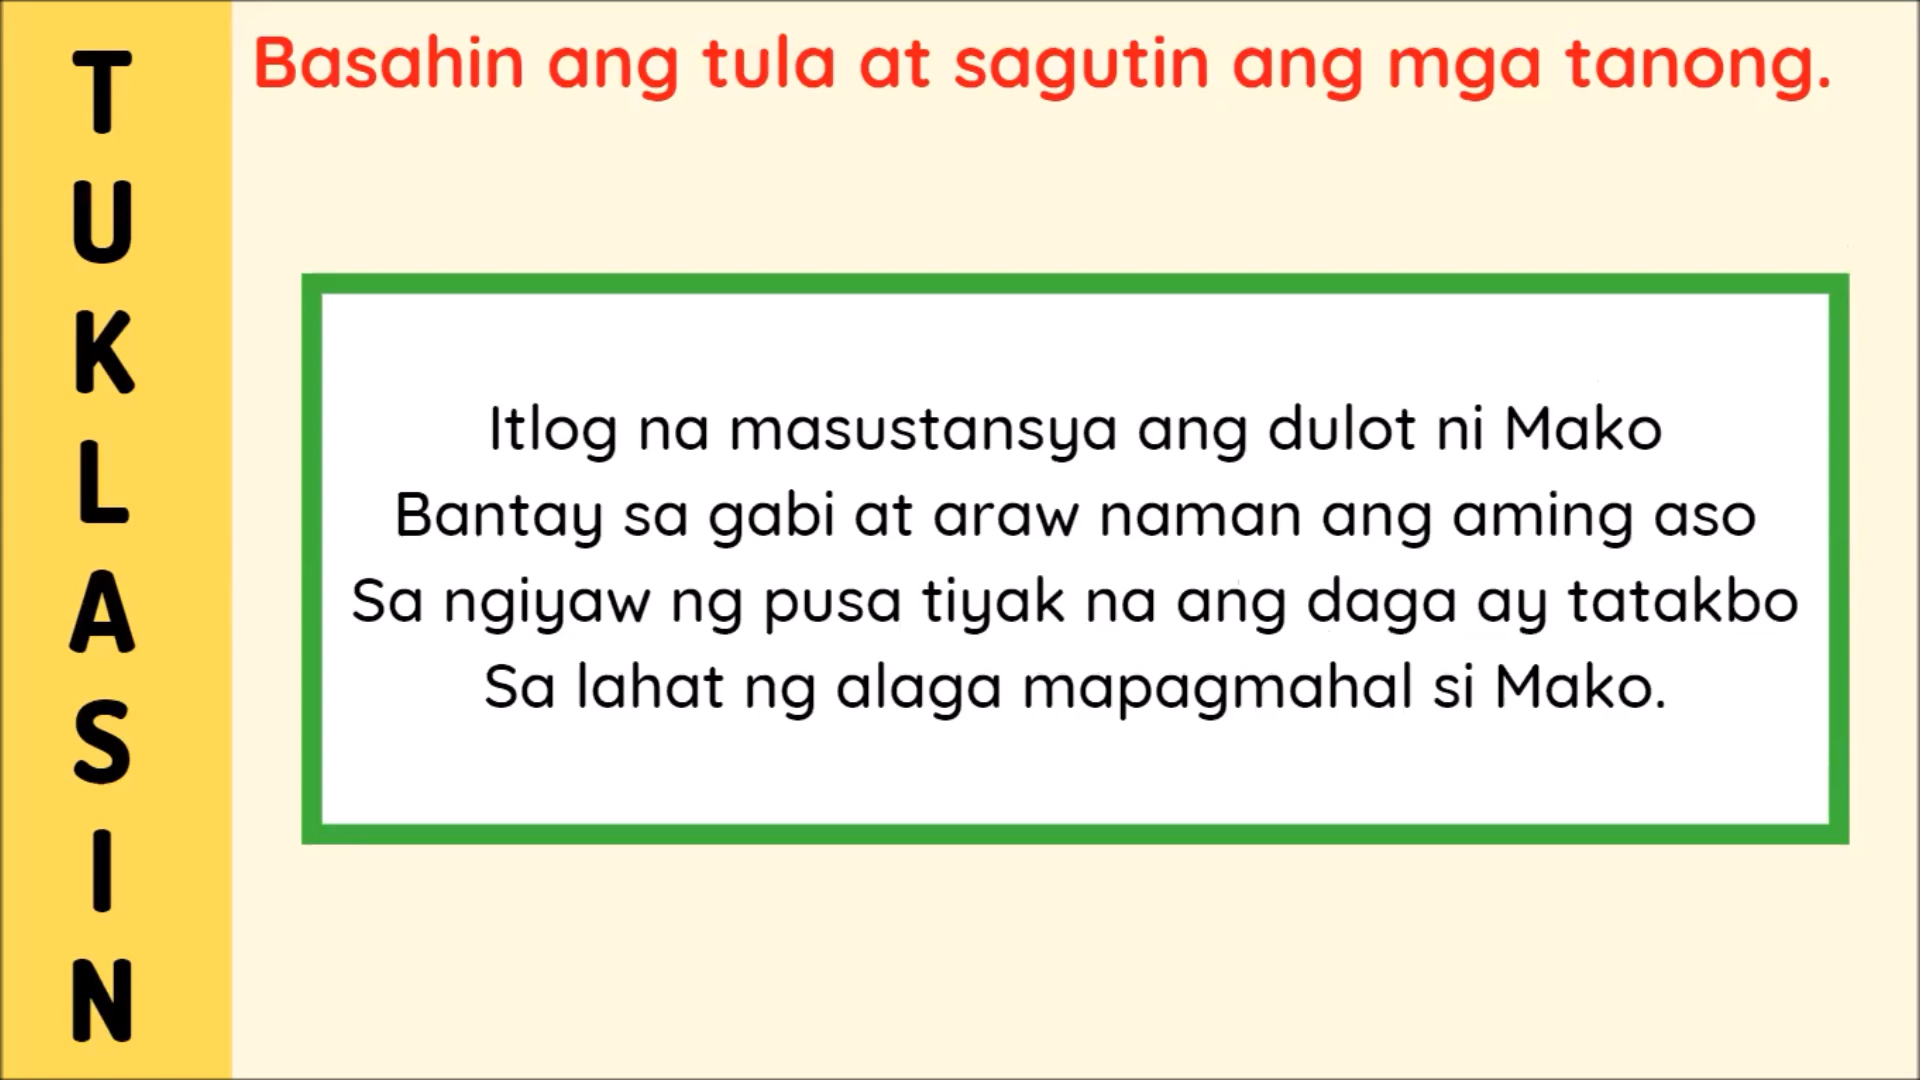 TUKLASIN
Basahin ang tula at sagutin ang mga tanong.
Itlog na masustansya ang dulot ni Mako
Bantay sa gabi at araw naman ang aming aso
Sa ngiyaw ng pusa tiyak na ang daga ay tatakbo
Sa lahat ng alaga mapagmahal si Mako.